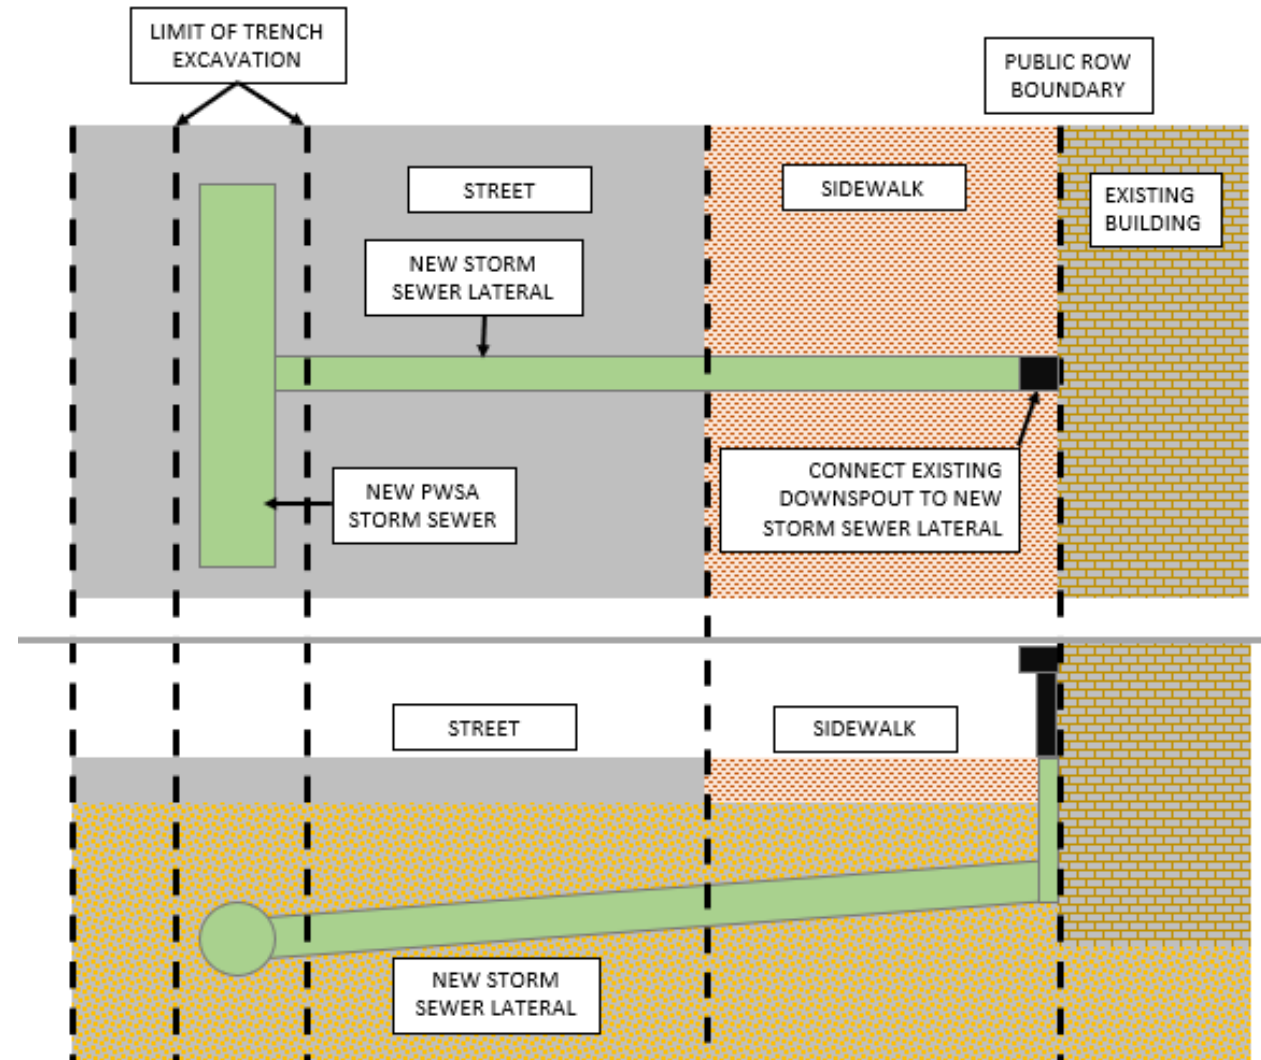 LIMIT OF TRENCH
EXCAVATION
PUBLIC ROW
BOUNDARY
STREET
SIDEWALK
EXISTING
BUILDING
NEW STORM
SEWER LATERAL
NEW PWSA
STORM SEWER
CONNECT EXISTING
DOWNSPOUT TO NEW
STORM SEWER LATERAL
STREET
SIDEWALK
NEW STORM
SEWER LATERAL